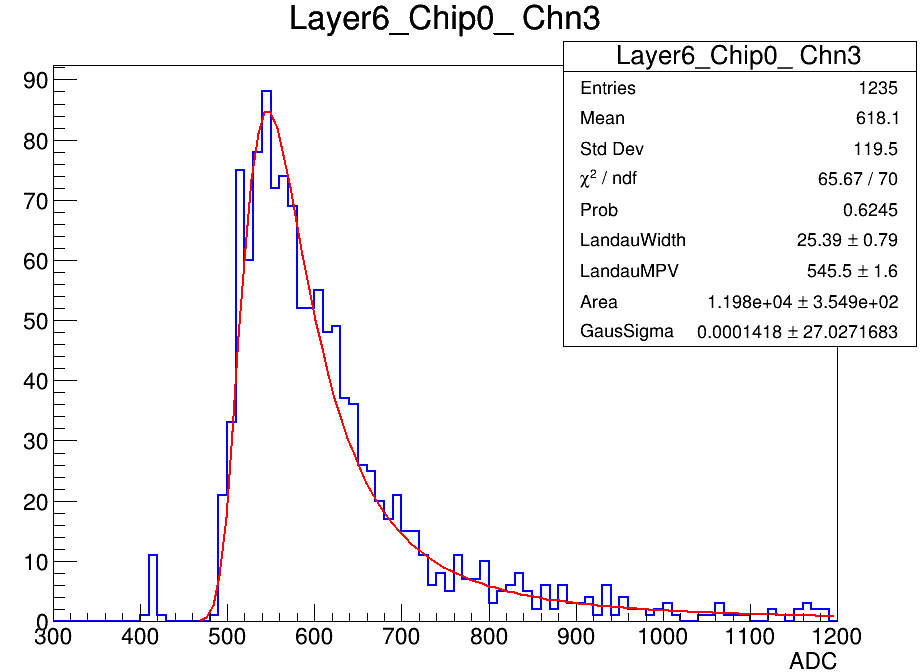 Layer6_Chip0_ Chn3
Layer6_Chip0_ Chn3
Entries 1235
Mean 618.1
Std Dev 119.5
χ² / ndf 65.67 / 70
Prob 0.6245
LandauWidth 25.39 ± 0.79
LandauMPV 545.5 ± 1.6
Area 1.198e+04 ± 3.549e+02
GausSigma 0.0001418 ± 27.0271683
90
80
70
60
50
40
30
20
10
0
300 400 500 600 700 800 900 1000 1100 1200
ADC